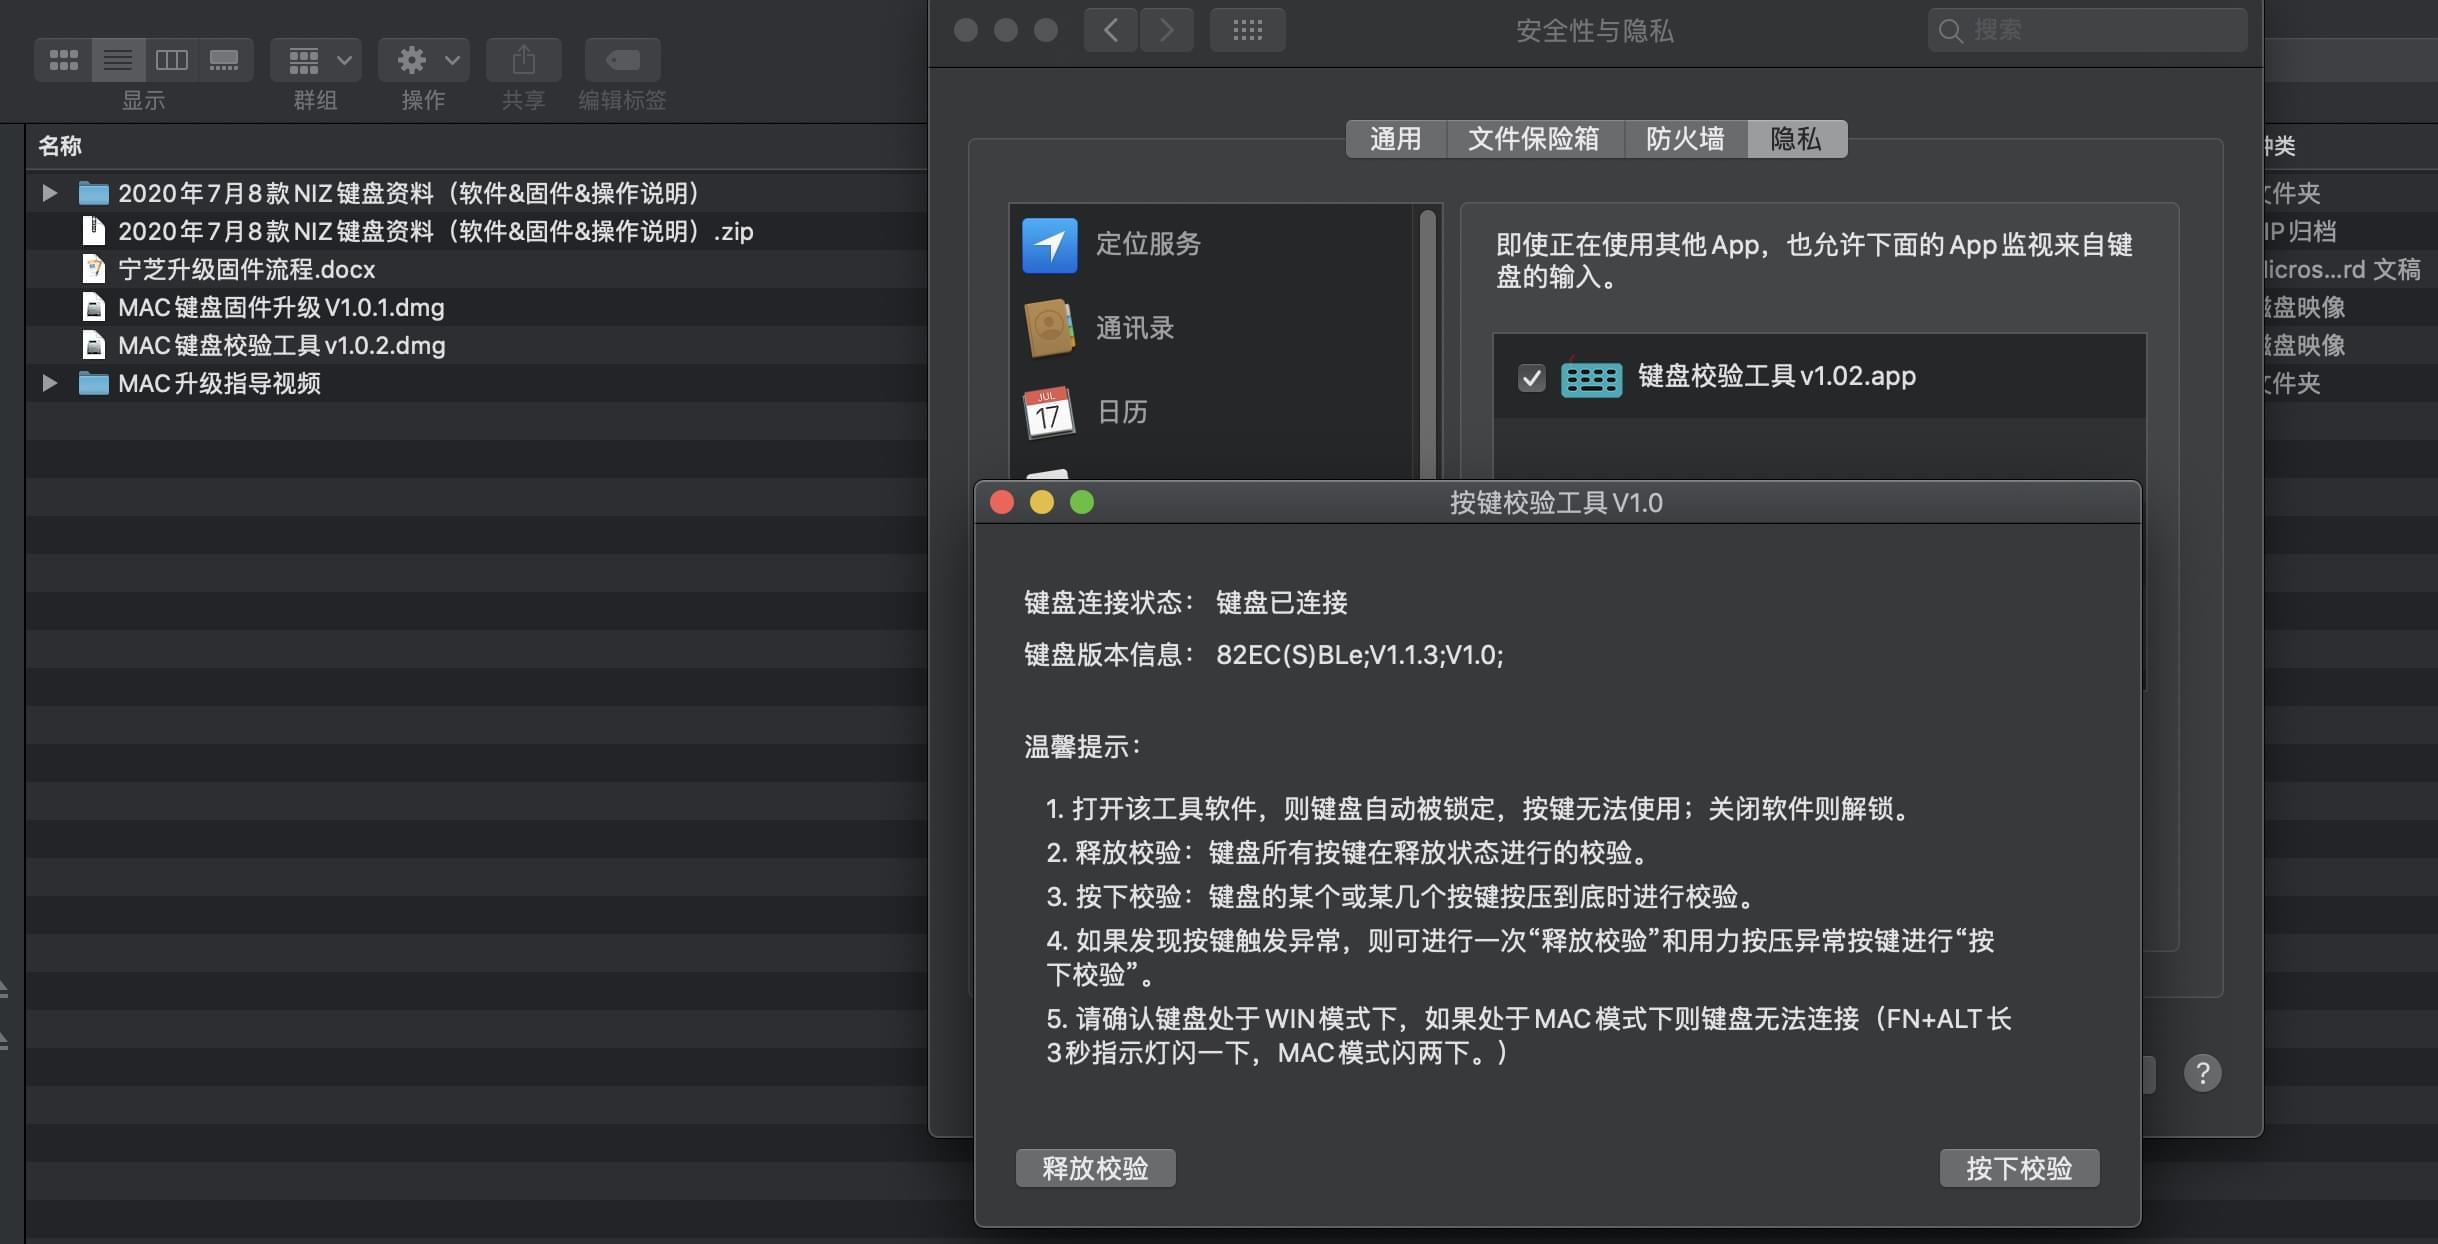 显示
群组
操作
共享
编辑标签
名称
2020年7月8款NIZ键盘资料（软件&固件&操作说明）
2020年7月8款NIZ键盘资料（软件&固件&操作说明）.zip
宁芝升级固件流程.docx
MAC键盘固件升级V1.0.1.dmg
MAC键盘校验工具v1.0.2.dmg
MAC升级指导视频
安全性与隐私
搜索
通用
文件保险箱
防火墙
隐私
定位服务
通讯录
JUL
17
日历
即使正在使用其他App，也允许下面的App监视来自键
盘的输入。
键盘校验工具v1.02.app
类
件夹
IP归档
icros...rd 文稿
盘映像
盘映像
件夹
按键校验工具V1.0
键盘连接状态： 键盘已连接
键盘版本信息： 82EC(S)BLe;V1.1.3;V1.0;
温馨提示：
1. 打开该工具软件，则键盘自动被锁定，按键无法使用；关闭软件则解锁。
2. 释放校验：键盘所有按键在释放状态进行的校验。
3. 按下校验：键盘的某个或某几个按键按压到底时进行校验。
4. 如果发现按键触发异常，则可进行一次“释放校验”和用力按压异常按键进行“按
下校验”。
5. 请确认键盘处于WIN模式下，如果处于MAC模式下则键盘无法连接（FN+ALT长
3秒指示灯闪一下，MAC模式闪两下。）
释放校验
按下校验
?